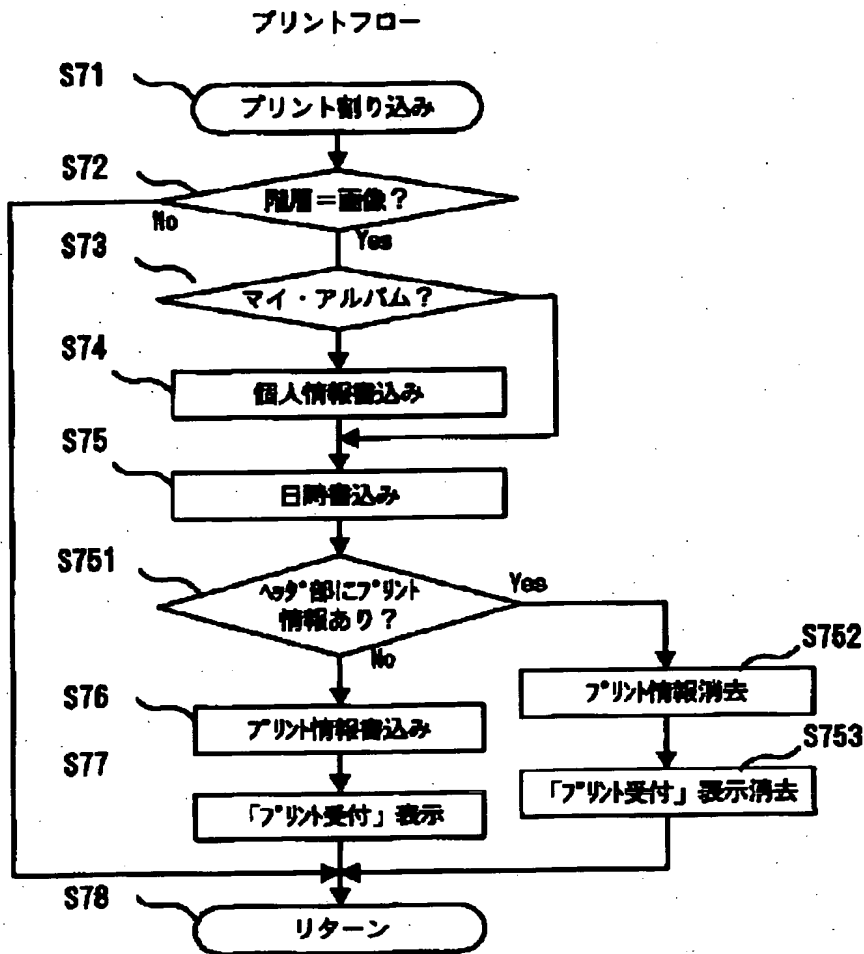 プリントフロー
S71
プリント割り込み
S72
階層=画像?
No
Yes
S73
マイ・アルバム?
S74
個人情報書込み
S75
日時書込み
S751
ヘッダ部にプリント
情報あり?
Yes
No
S752
プリント情報消去
S76
プリント情報書込み
S753
「プリント受付」表示消去
S77
「プリント受付」表示
S78
リターン